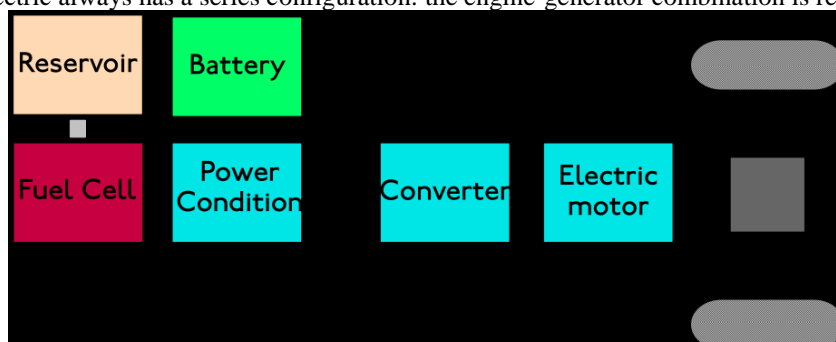 always has a series configuration: the engine-generator combination is
Reservoir
Battery
Fuel Cell
Power
Condition
Converter
Electric
motor